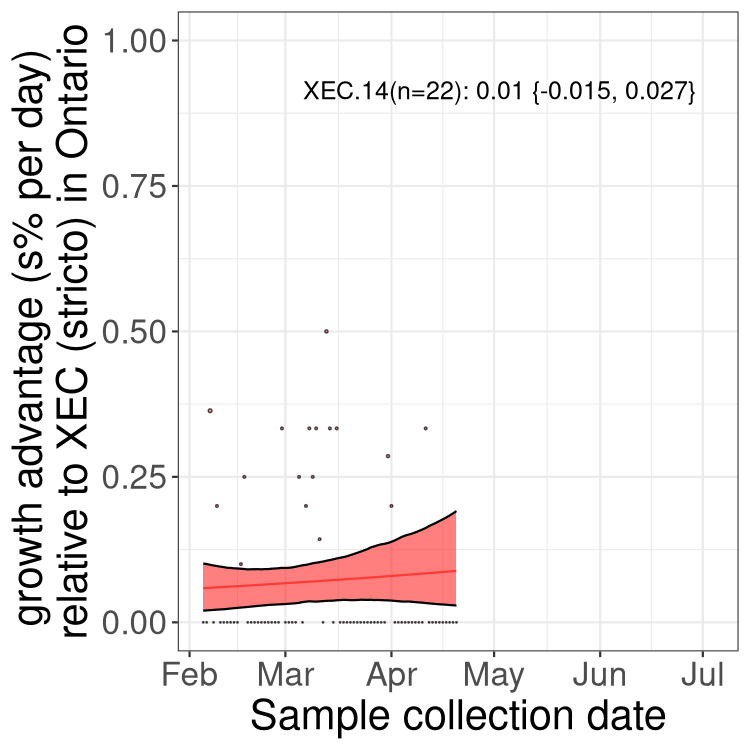 growth advantage (s% per day)
relative to XEC (stricto) in Ontario
1.00
0.75
0.50
0.25
0.00
XEC.14(n=22): 0.01 {-0.015, 0.027}
Feb Mar Apr May Jun Jul
Sample collection date